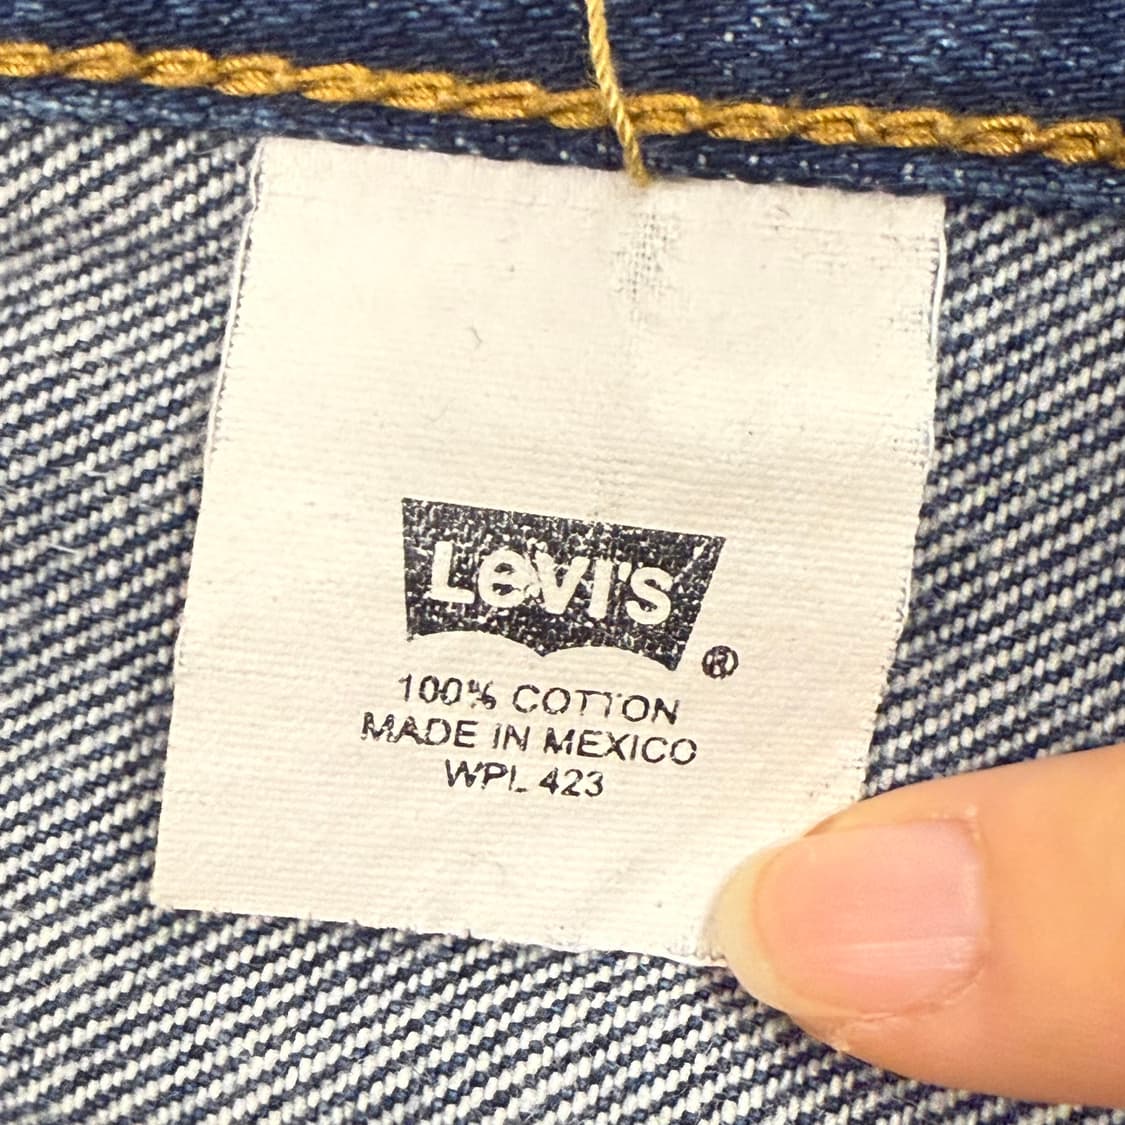 LeVI'S
®
100% COTTON
MADE IN MEXICO
WPL 423